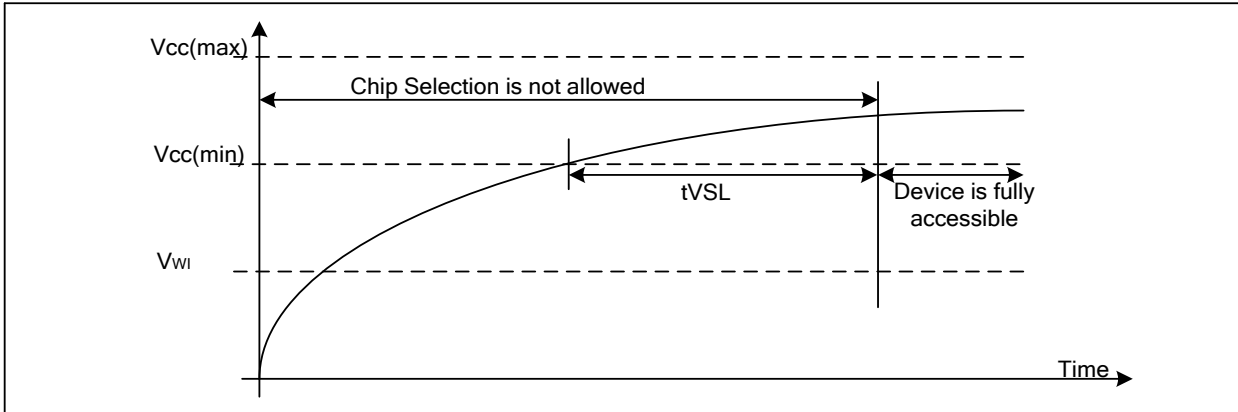 Vcc(max)
Chip Selection is not allowed
Vcc(min)
tVSL
Device is fully
accessible
VWI
Time